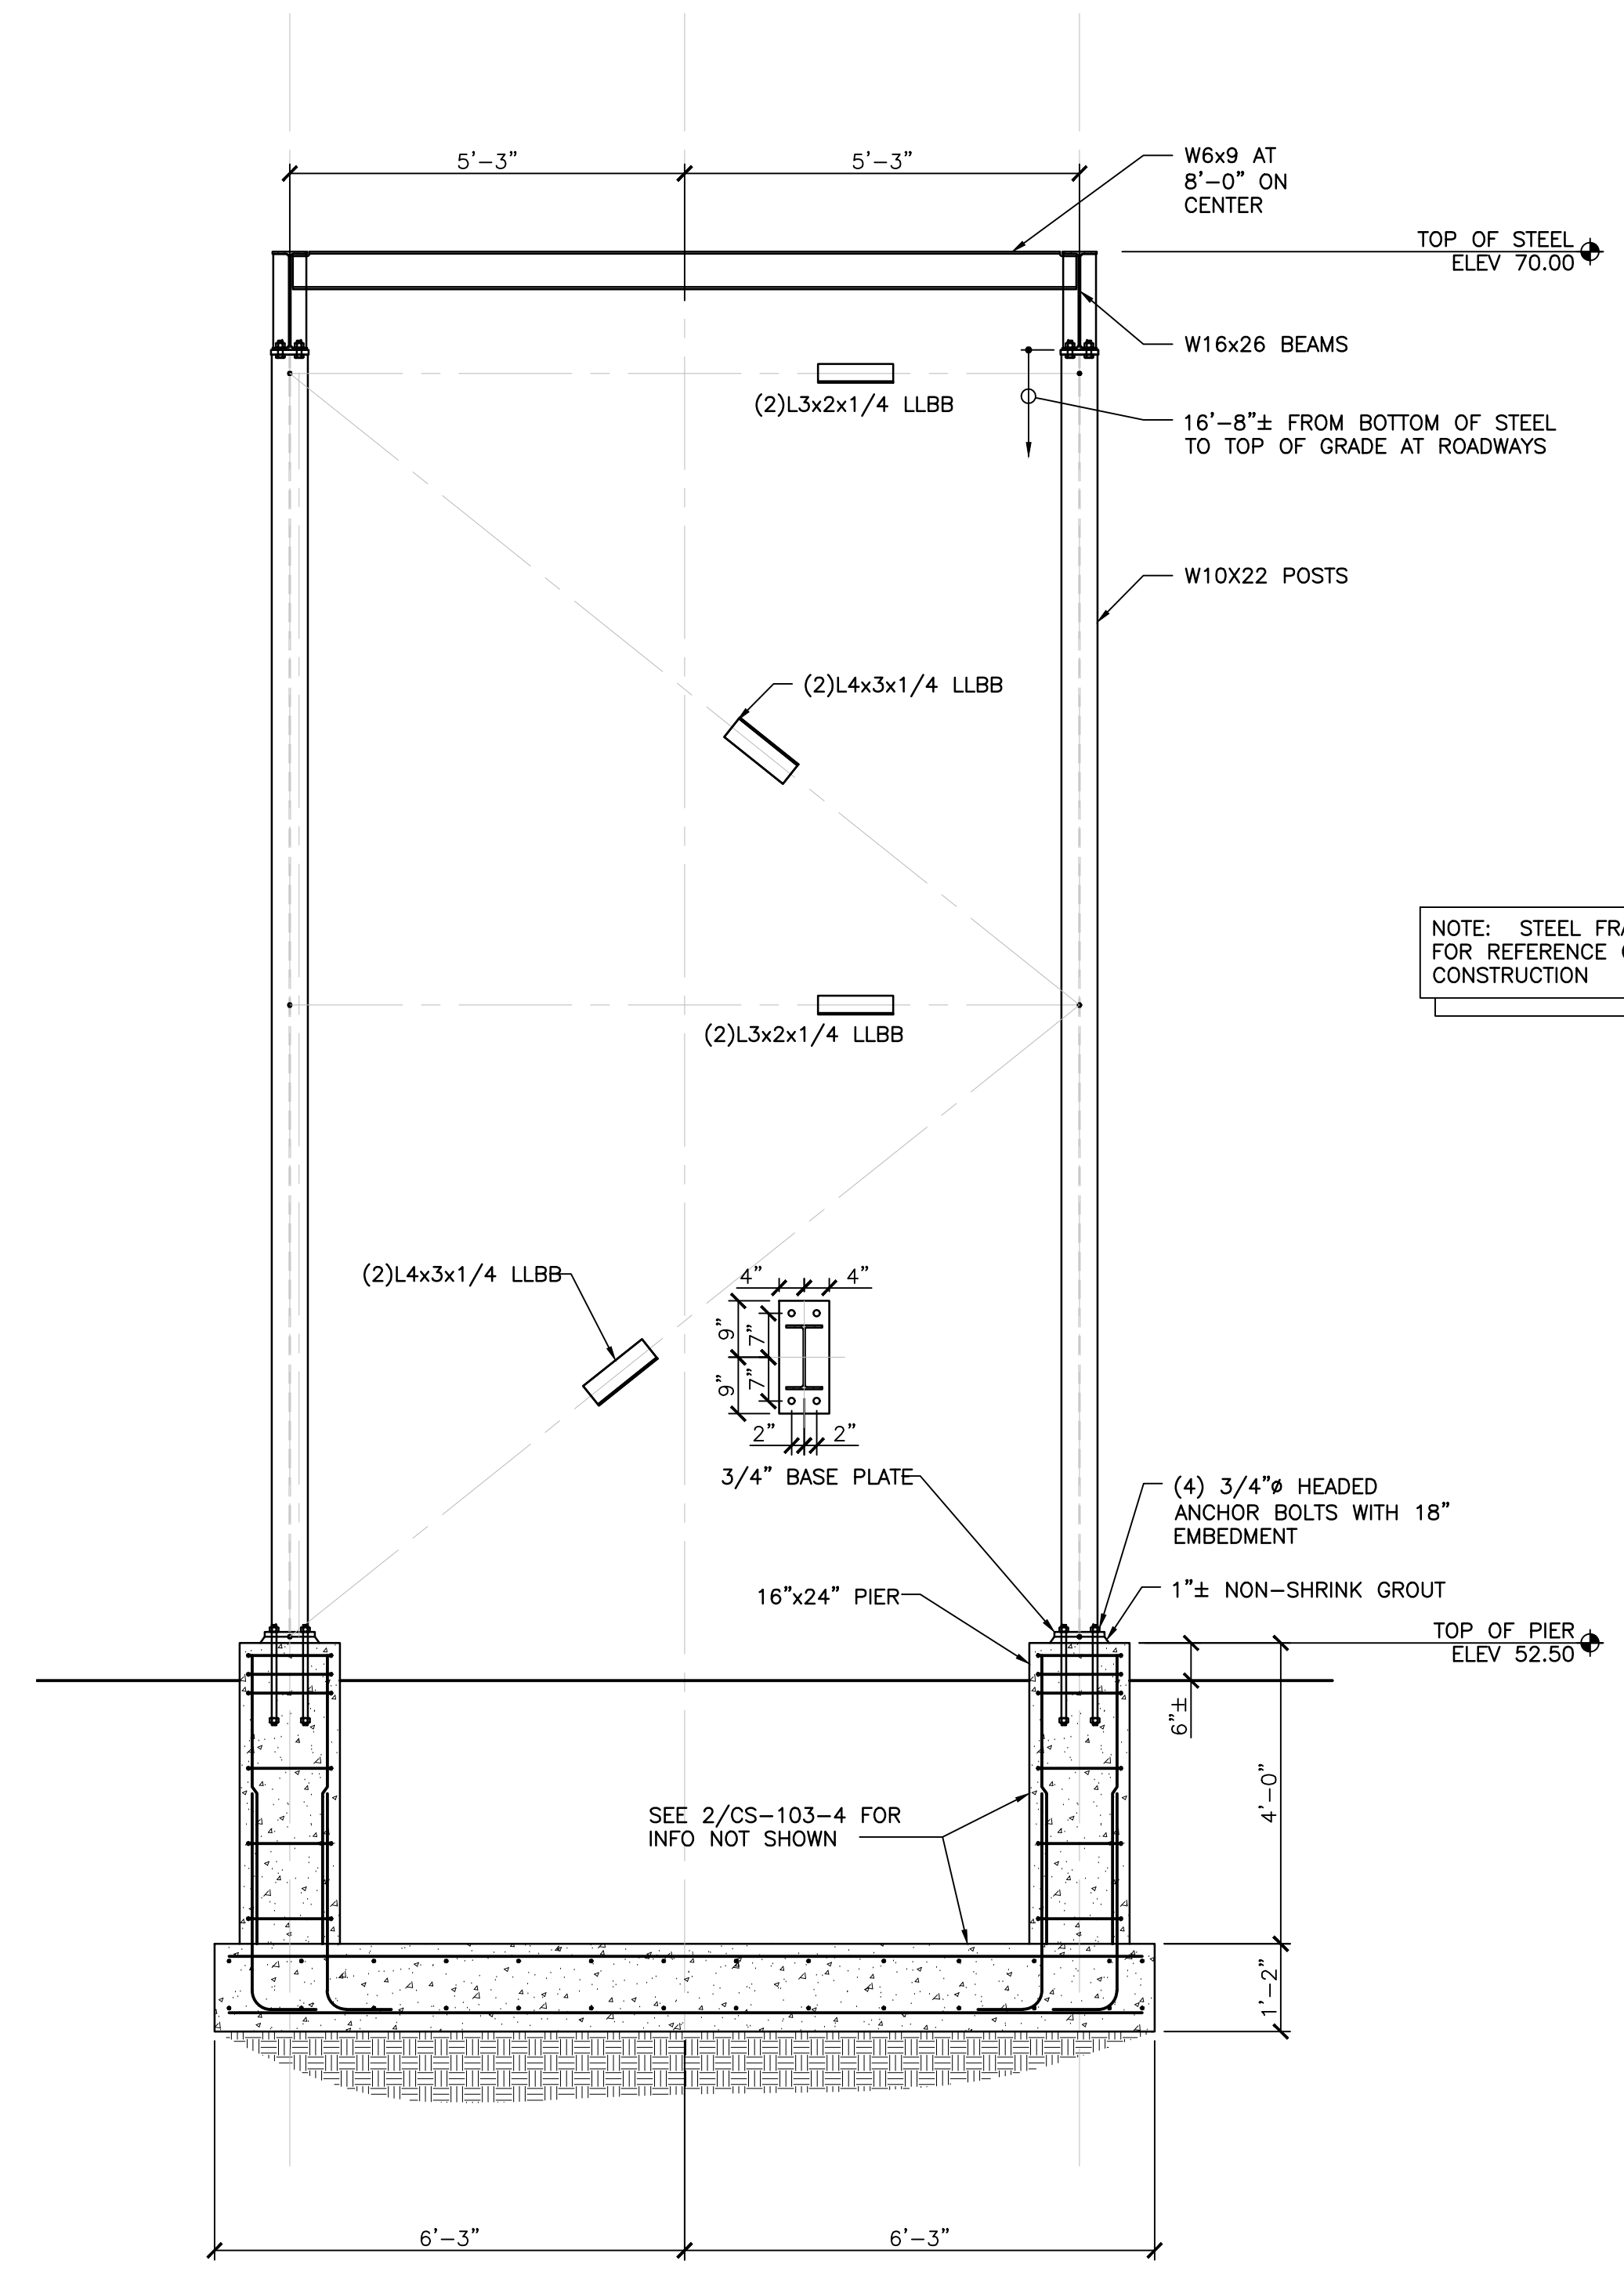 5'-3"
5'-3"
W6x9 AT
8'-0" ON
CENTER
TOP OF STEEL
ELEV 70.00
W16x26 BEAMS
(2)L3x2x1/4 LLBB
16'-8"± FROM BOTTOM OF STEEL
TO TOP OF GRADE AT ROADWAYS
W10X22 POSTS
(2)L4x3x1/4 LLBB
NOTE: STEEL
FOR REFERENCE
CONSTRUCTION
(2)L3x2x1/4 LLBB
(2)L4x3x1/4 LLBB
4"
4"
9"
7"
9"
7"
2"
2"
3/4" BASE PLATE
(4) 3/4"ø HEADED
ANCHOR BOLTS WITH 18"
EMBEDMENT
16"x24" PIER
1"± NON-SHRINK GROUT
TOP OF PIER
ELEV 52.50
6"±
4'-0"
SEE 2/CS-103-4 FOR
INFO NOT SHOWN
1'-2"
6'-3"
6'-3"